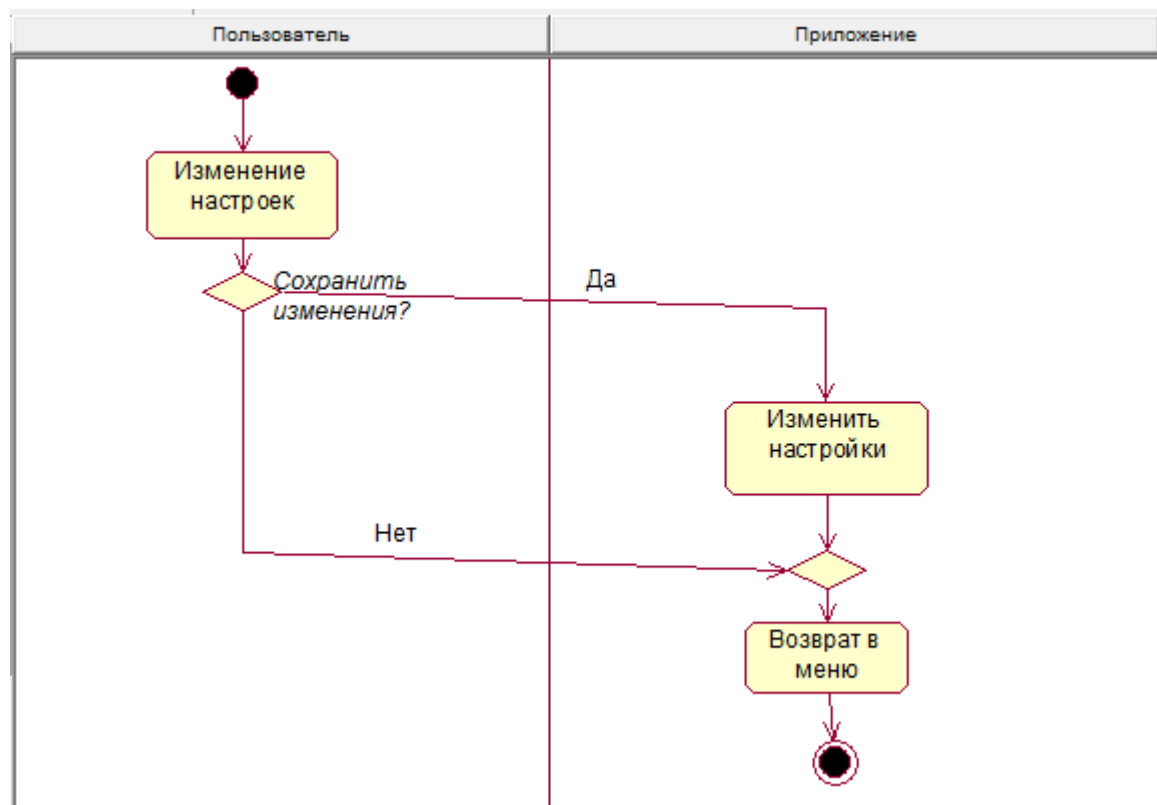 Пользователь
Приложение
Изменение
настроек
Сохранить
изменения?
Да
Изменить
настройки
Нет
Возврат в
меню